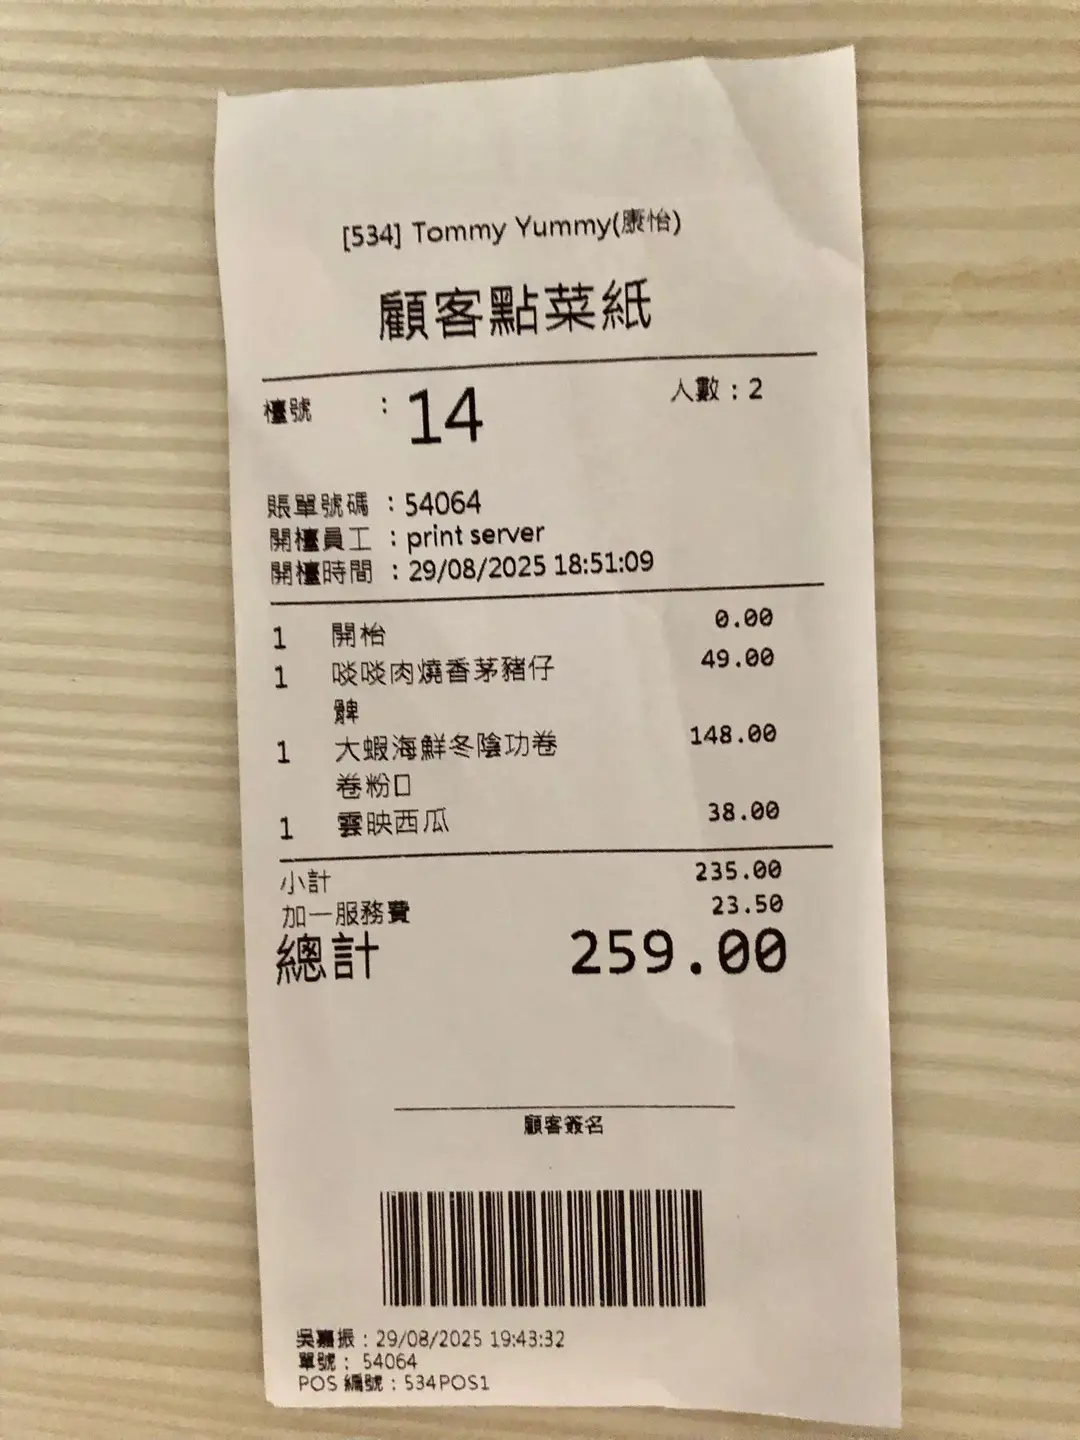 [534] Tommy Yummy(康怡)
顧客點菜紙
檯號 : 14 人數 : 2
賬單號碼 : 54064
開檯員工 : print server
開檯時間 : 29/08/2025 18:51:09
1 開枱 0.00
1 啖啖肉燒香茅豬仔 49.00
髀
1 大蝦海鮮冬陰功卷 148.00
卷粉口
1 雲映西瓜 38.00
小計 235.00
加一服務費 23.50
總計 259.00
顧客簽名
吳嘉振 : 29/08/2025 19:43:32
單號 : 54064
POS 編號 : 534POS1